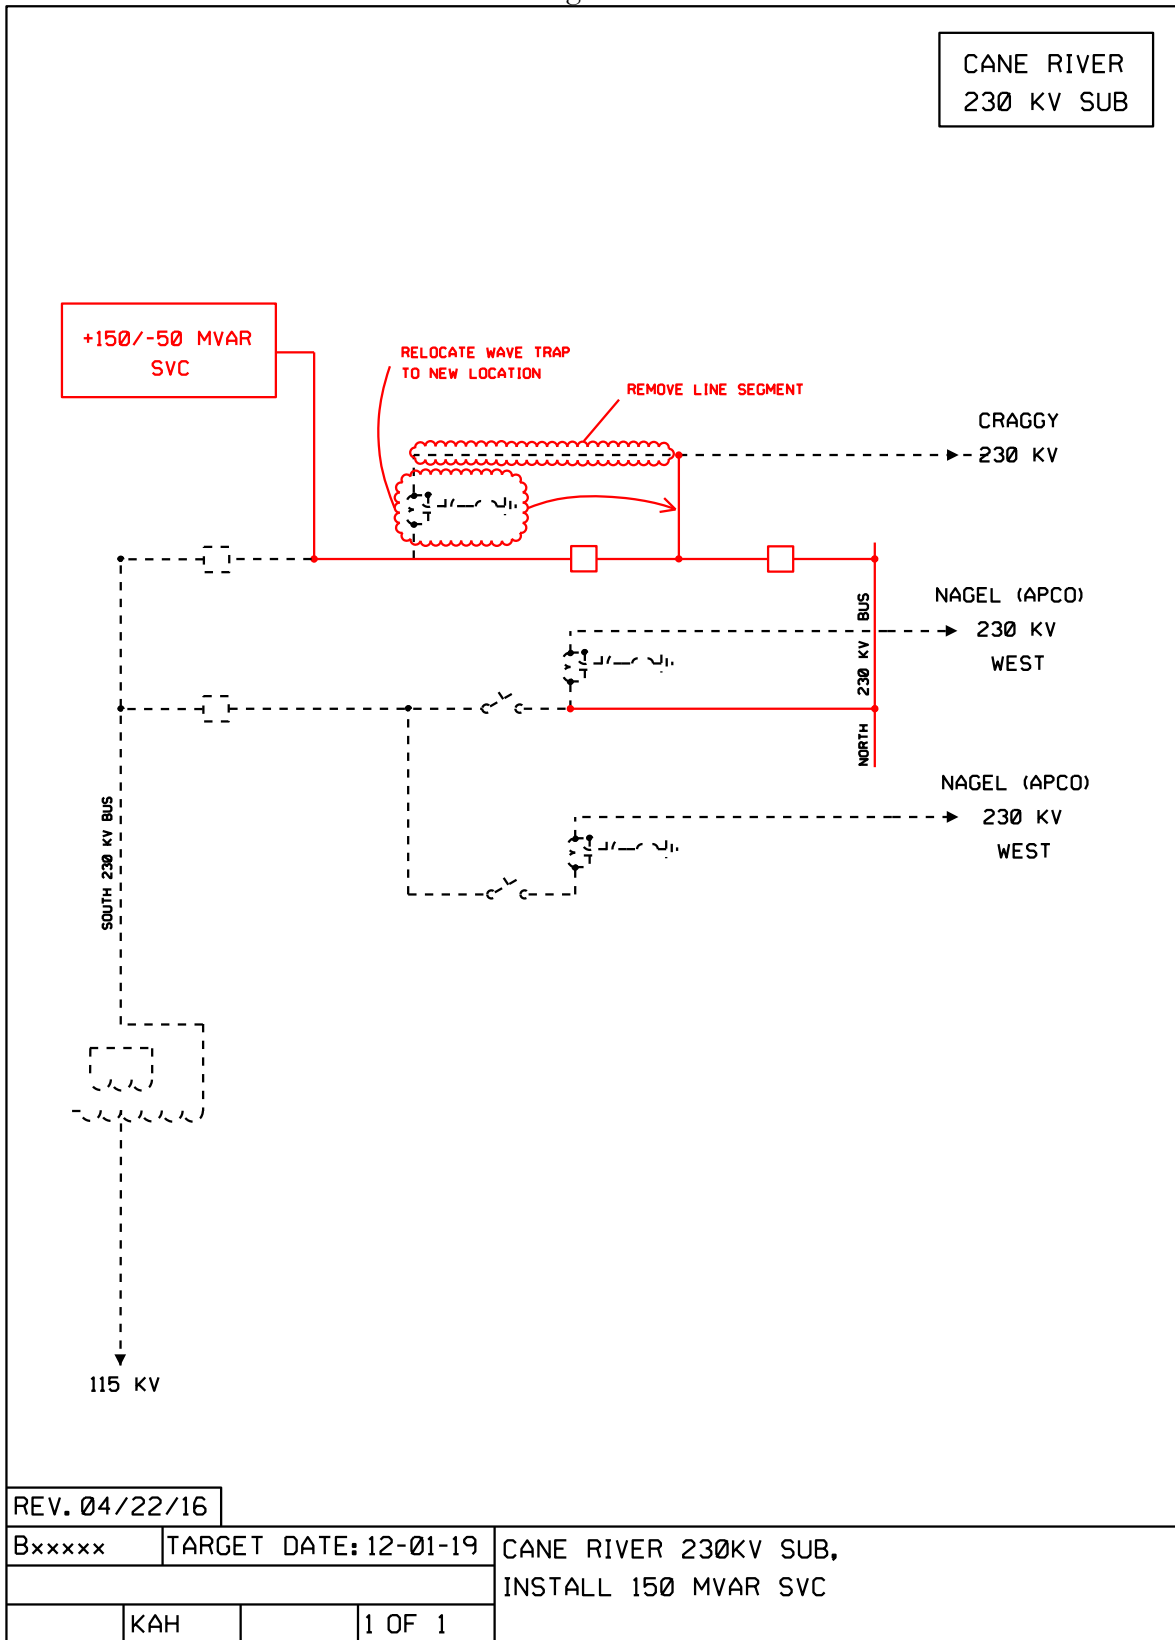 CANE RIVER
230 KV SUB
+150/-50 MVAR
SVC
RELOCATE WAVE TRAP
TO NEW LOCATION
REMOVE LINE SEGMENT
CRAGGY
230 KV
NAGEL (APCO)
230 KV
WEST
NORTH 230 KV BUS
NAGEL (APCO)
230 KV
WEST
SOUTH 230 KV BUS
115 KV
REV. 04/22/16
Bxxxxx
TARGET DATE: 12-01-19
CANE RIVER 230KV SUB,
INSTALL 150 MVAR SVC
KAH
1 OF 1